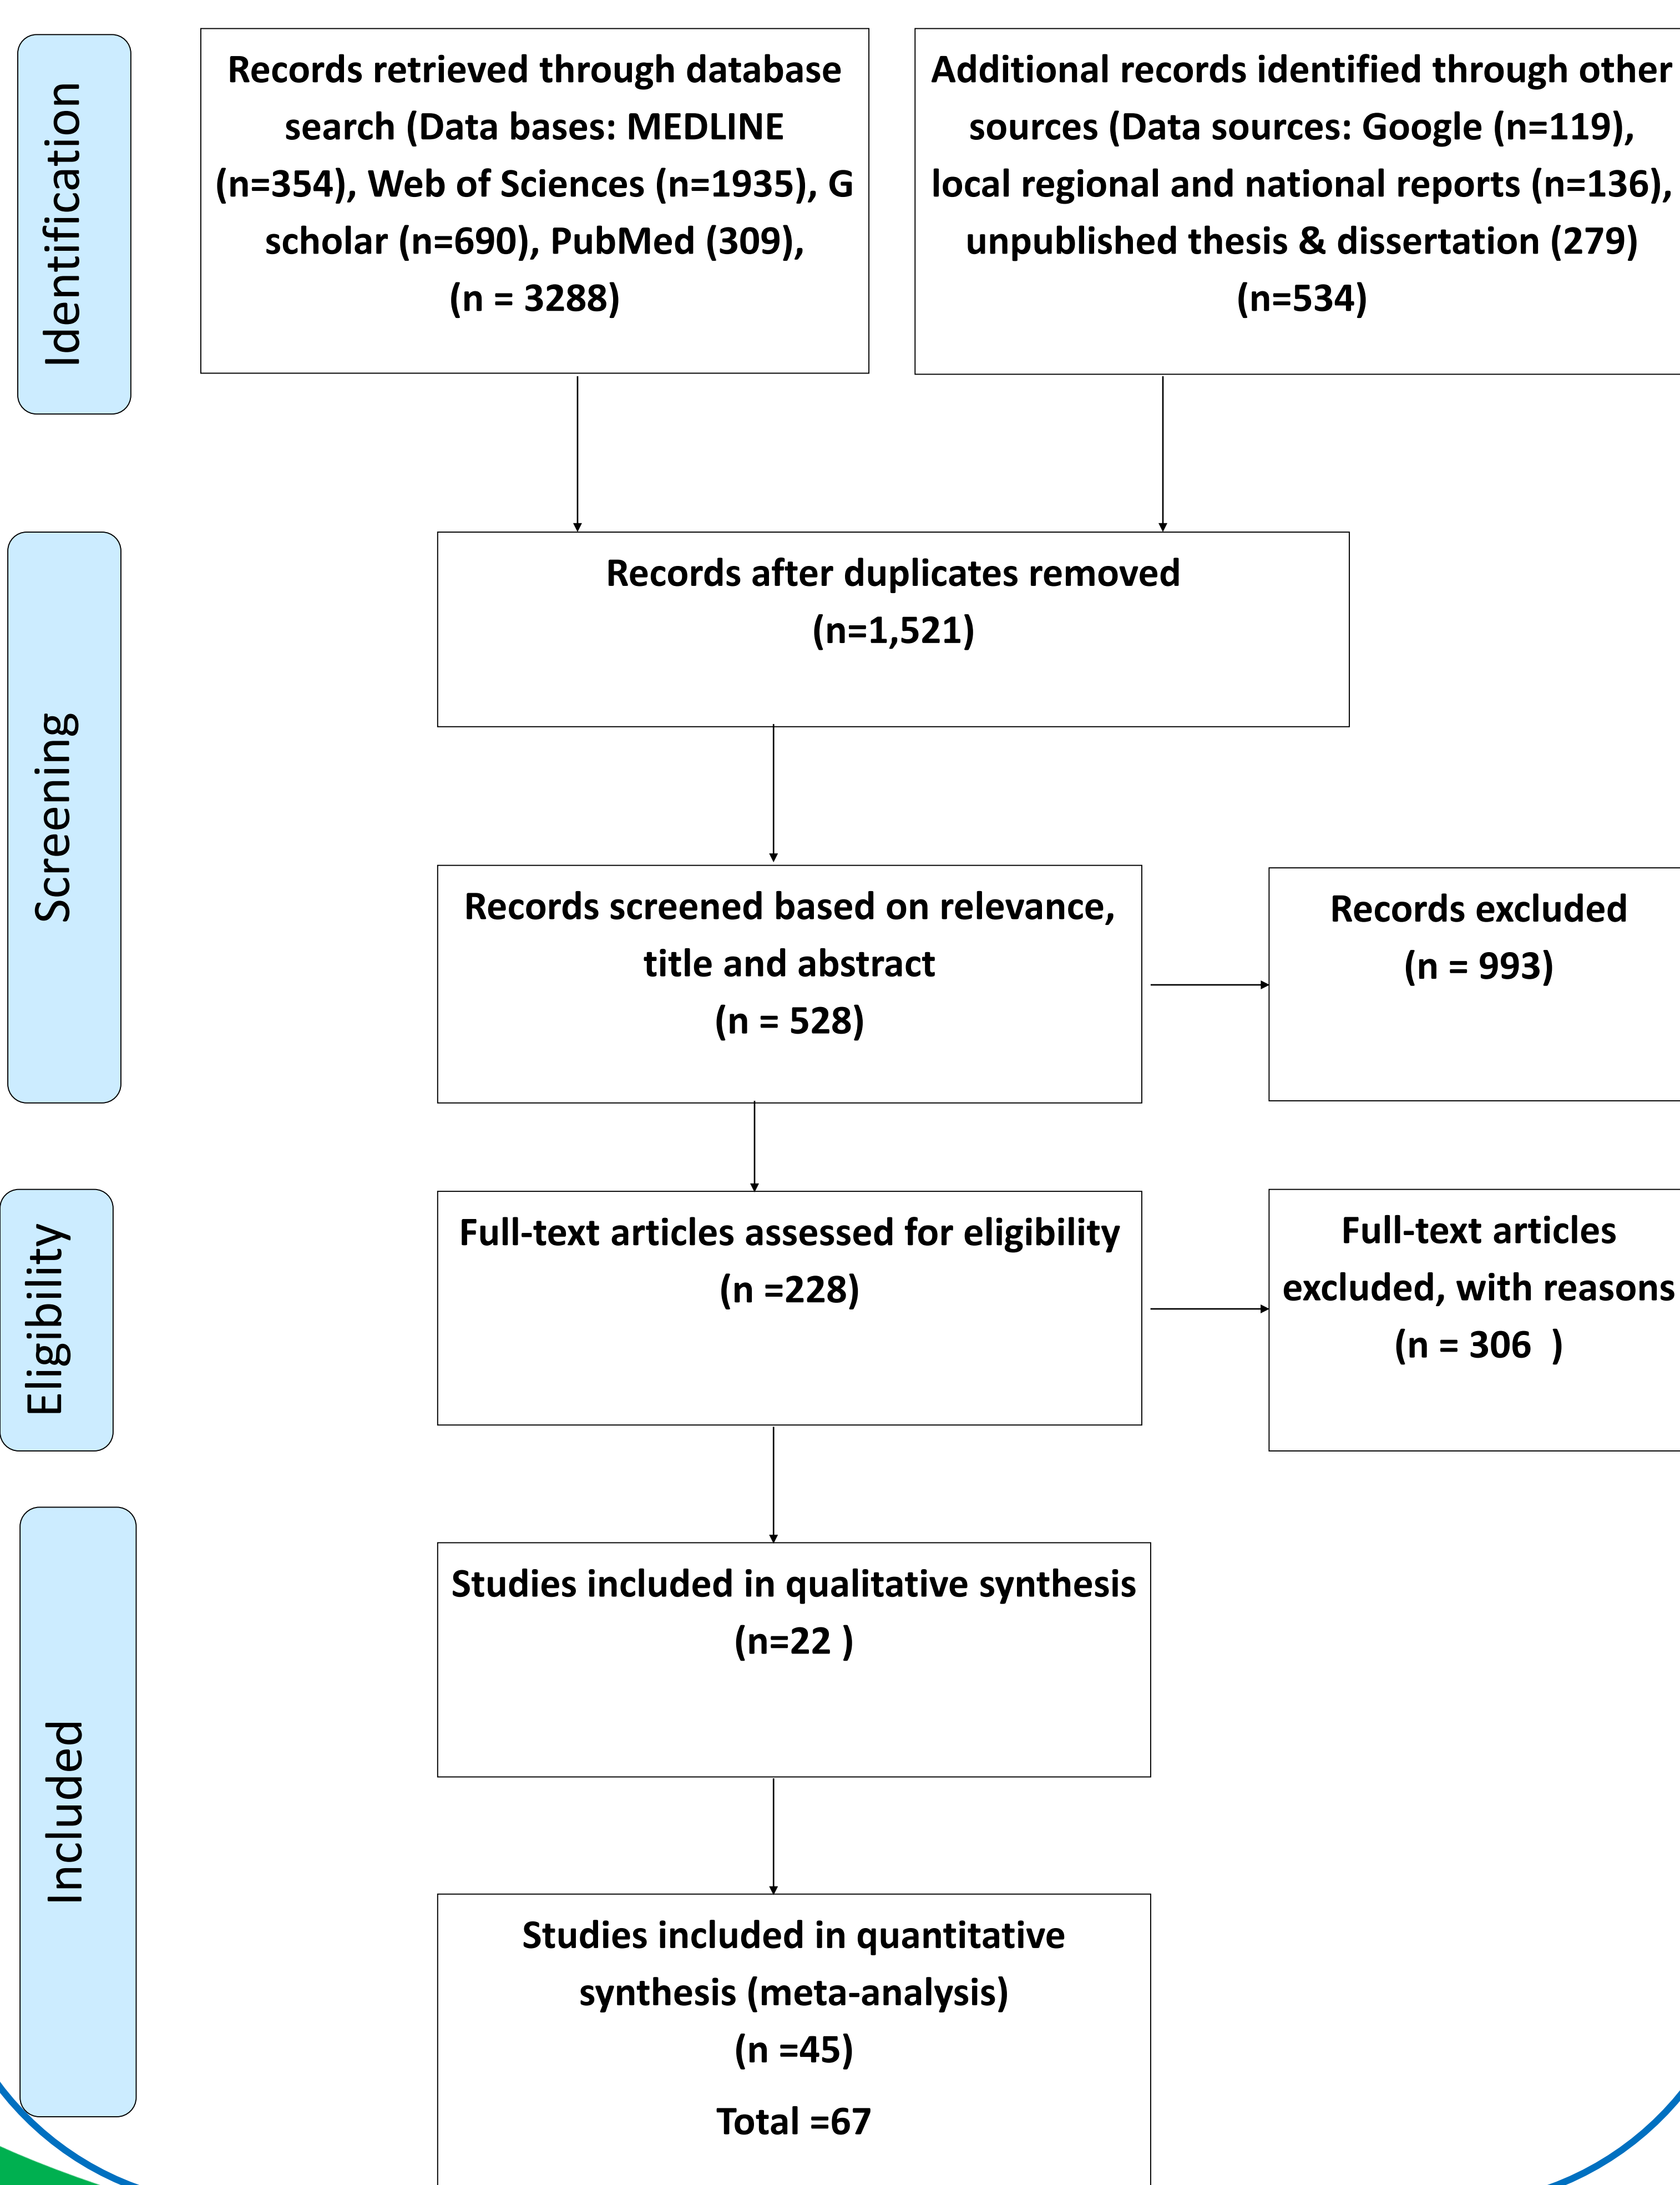 Identification
Records retrieved through database
search (Data bases: MEDLINE
(n=354), Web of Sciences (n=1935), G
scholar (n=690), PubMed (309),
(n = 3288)
Additional records identified through other
sources (Data sources: Google (n=119),
local regional and national reports (n=136),
unpublished thesis & dissertation (279)
(n=534)
Screening
Records after duplicates removed
(n=1,521)
Records screened based on relevance,
title and abstract
(n = 528)
Records excluded
(n = 993)
Eligibility
Full-text articles assessed for eligibility
(n =228)
Full-text articles
excluded, with reasons
(n = 306  )
Included
Studies included in qualitative synthesis
(n=22 )
Studies included in quantitative
synthesis (meta-analysis)
(n =45)
Total =67